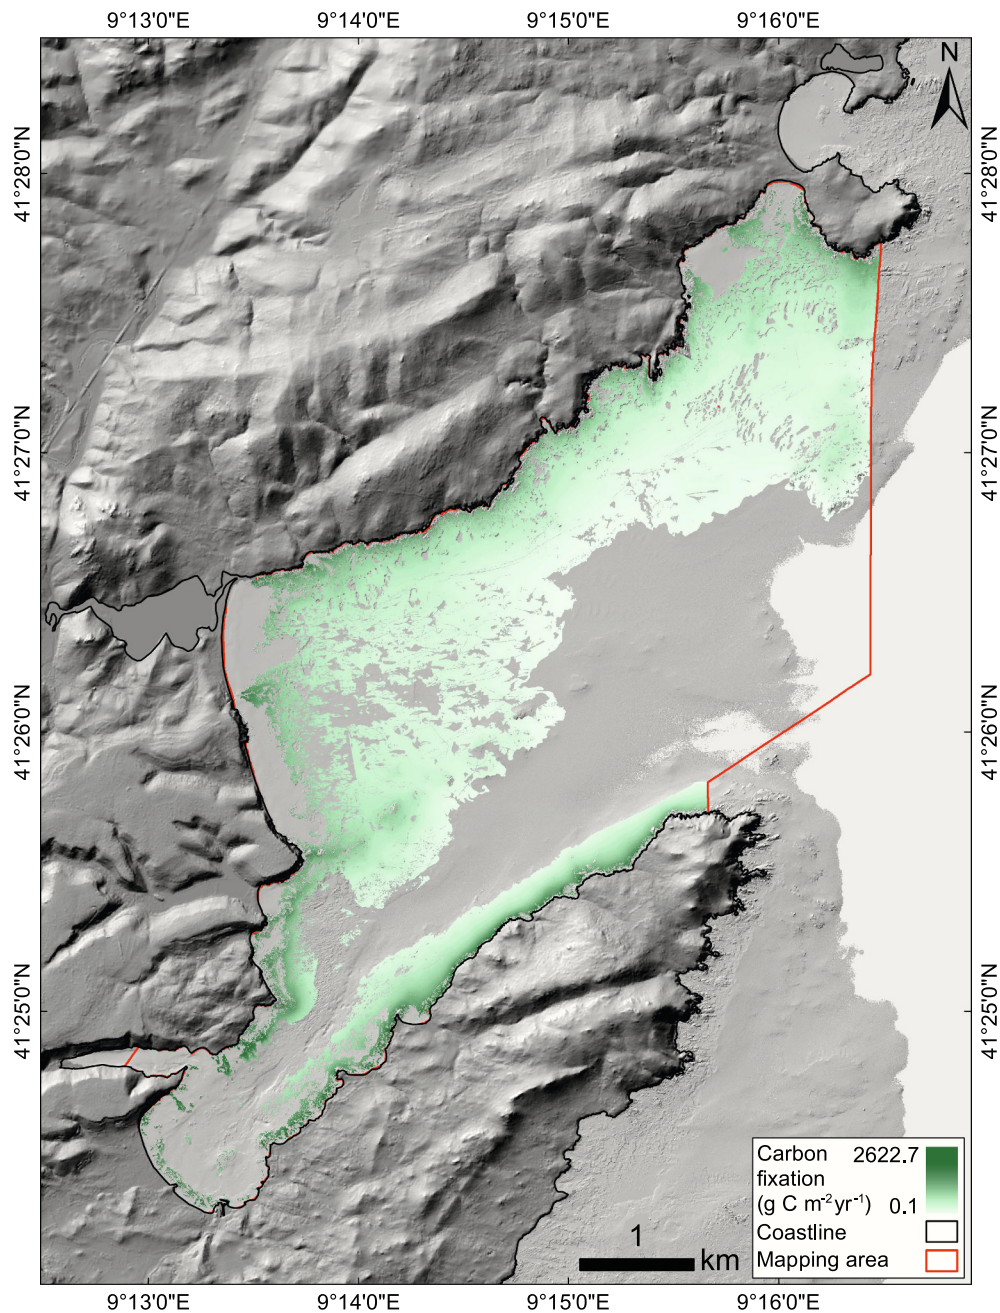 9°13'0"E 9°14'0"E 9°15'0"E 9°16'0"E
N
41°28'0"N 41°28'0"N
41°27'0"N 41°27'0"N
41°26'0"N 41°26'0"N
41°25'0"N 41°25'0"N
Carbon 2622.7
fixation
(g C m⁻²yr⁻¹) 0.1
Coastline
Mapping area
1
km
9°13'0"E 9°14'0"E 9°15'0"E 9°16'0"E